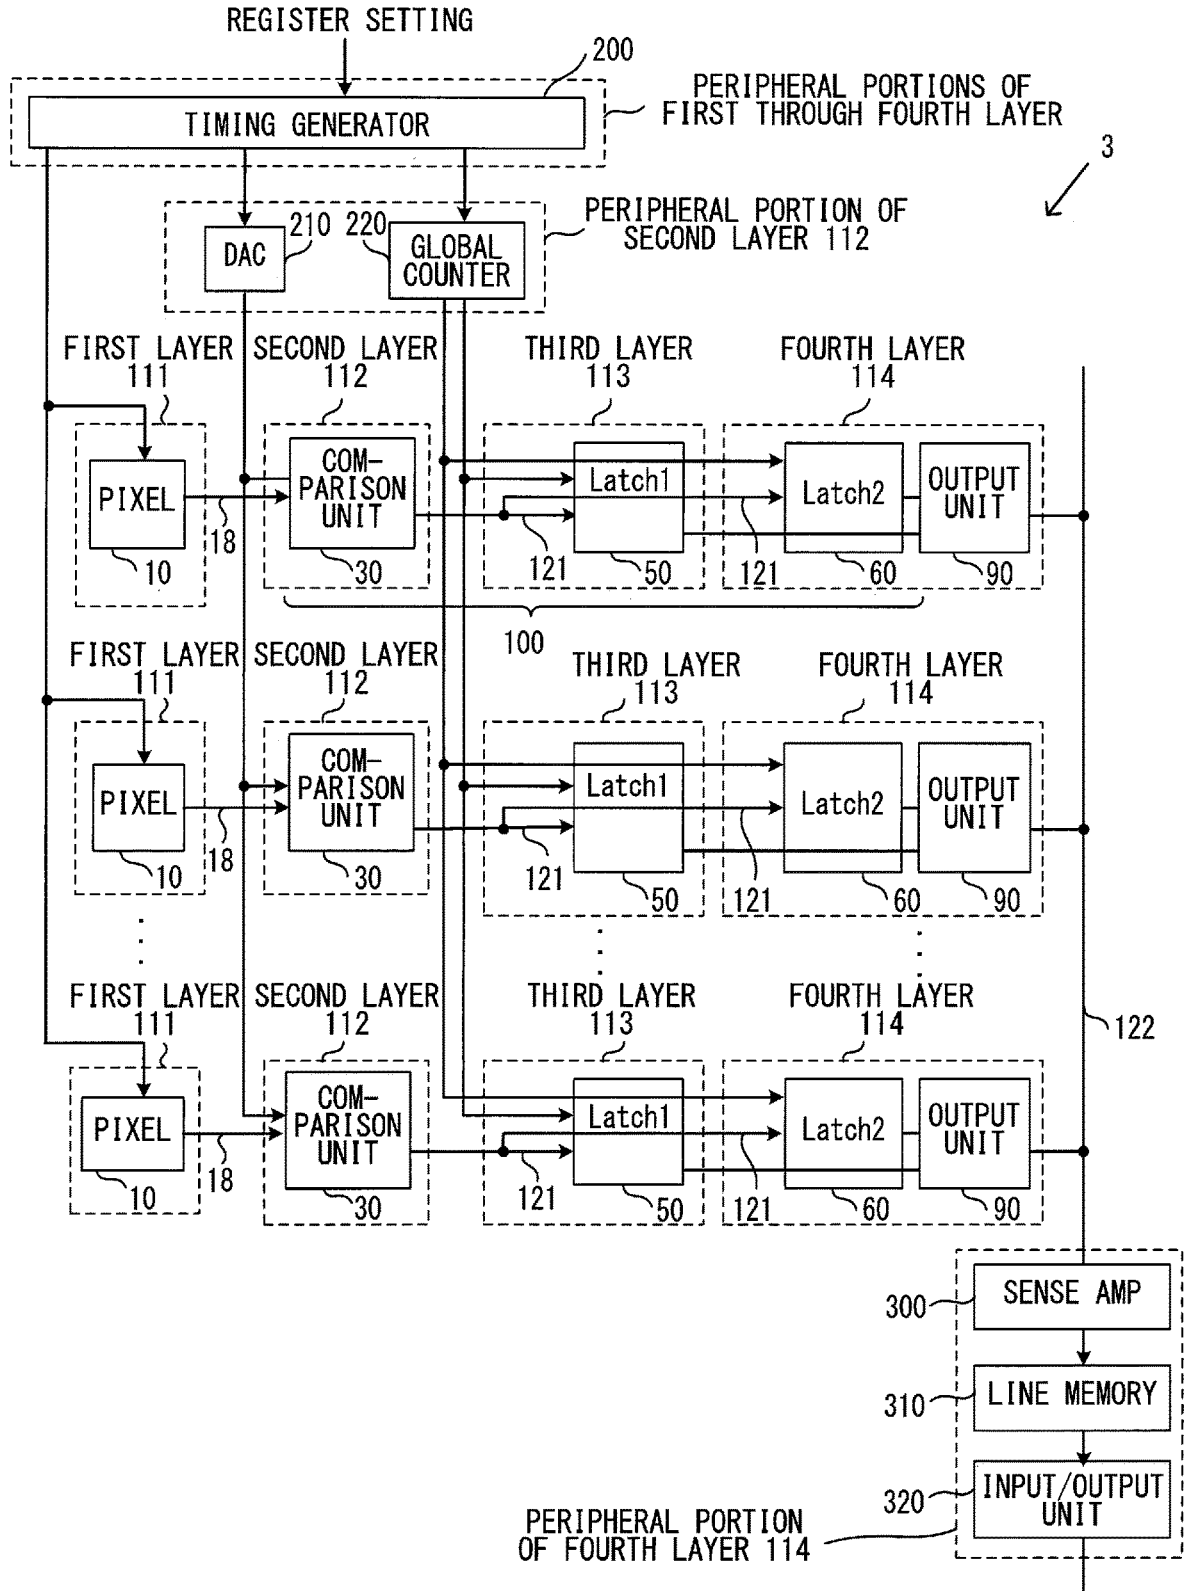 REGISTER SETTING
200
TIMING GENERATOR
PERIPHERAL PORTIONS OF
FIRST THROUGH FOURTH LAYER
3
210
DAC
220
GLOBAL
COUNTER
PERIPHERAL PORTION OF
SECOND LAYER 112
FIRST LAYER
111
SECOND LAYER
112
THIRD LAYER
113
FOURTH LAYER
114
PIXEL
10
18
COM-
PARISON
UNIT
30
121
Latch1
50
121
Latch2
60
OUTPUT
UNIT
90
100
FIRST LAYER
111
SECOND LAYER
112
THIRD LAYER
113
FOURTH LAYER
114
PIXEL
10
18
COM-
PARISON
UNIT
30
121
Latch1
50
121
Latch2
60
OUTPUT
UNIT
90
FIRST LAYER
111
SECOND LAYER
112
THIRD LAYER
113
FOURTH LAYER
114
122
PIXEL
10
18
COM-
PARISON
UNIT
30
121
Latch1
50
121
Latch2
60
OUTPUT
UNIT
90
300
SENSE AMP
310
LINE MEMORY
320
INPUT/OUTPUT
UNIT
PERIPHERAL PORTION
OF FOURTH LAYER 114